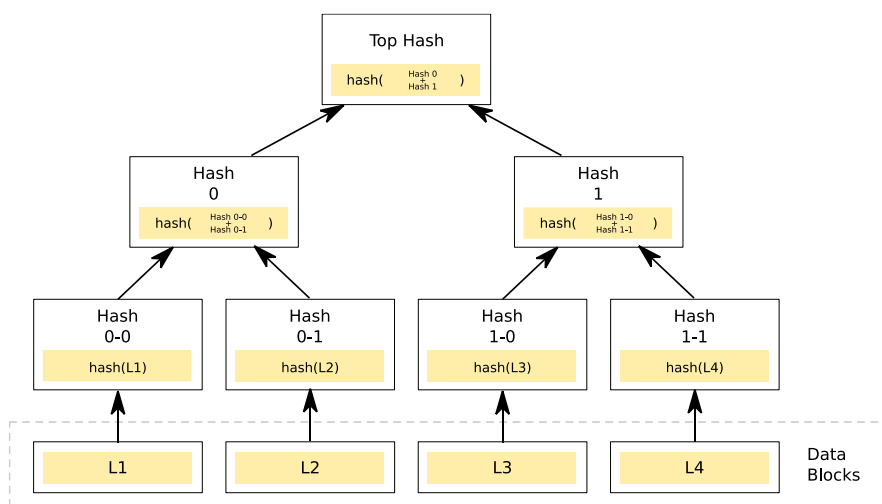 Top Hash
hash( Hash 0 + Hash 1 )
Hash
0
hash( Hash 0-0 + Hash 0-1 )
Hash
1
hash( Hash 1-0 + Hash 1-1 )
Hash
0-0
hash(L1)
Hash
0-1
hash(L2)
Hash
1-0
hash(L3)
Hash
1-1
hash(L4)
L1
L2
L3
L4
Data
Blocks